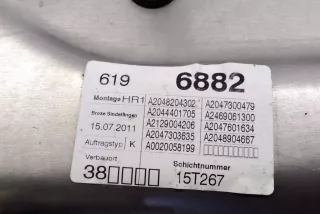 619 6882
Montage HR1 A2048204302 A2047300479
Brose Sindelfingen A2044401705 A2469061300
15.07.2011 A2129004206 A2047601634
Auftragstyp K A2047303635 A2048904667
Verbauort A0020058199 □□□□□□□□□□□
38□□□□ Schichtnummer
15T267